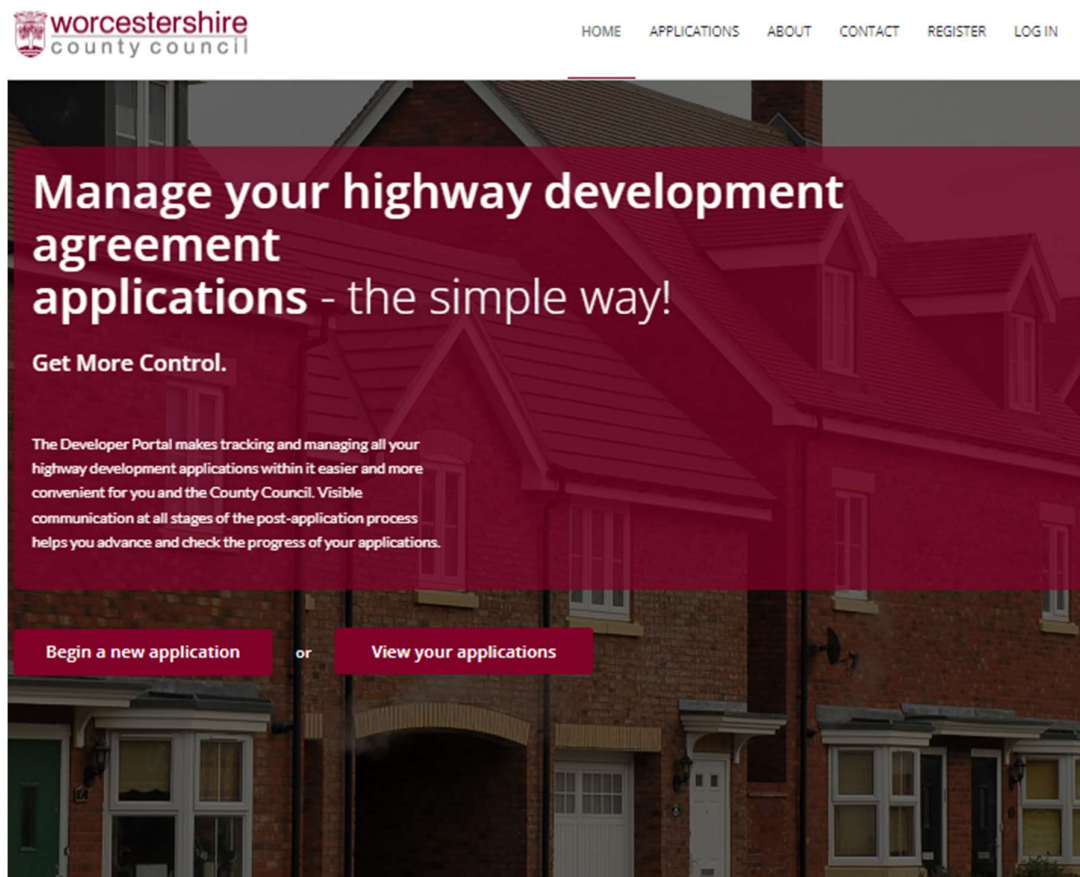 worcestershire
county council
HOME APPLICATIONS ABOUT CONTACT REGISTER LOG IN
Manage your highway development
agreement
applications - the simple way!
Get More Control.
The Developer Portal makes tracking and managing all your
highway development applications within it easier and more
convenient for you and the County Council. Visible
communication at all stages of the post-application process
helps you advance and check the progress of your applications.
Begin a new application or View your applications